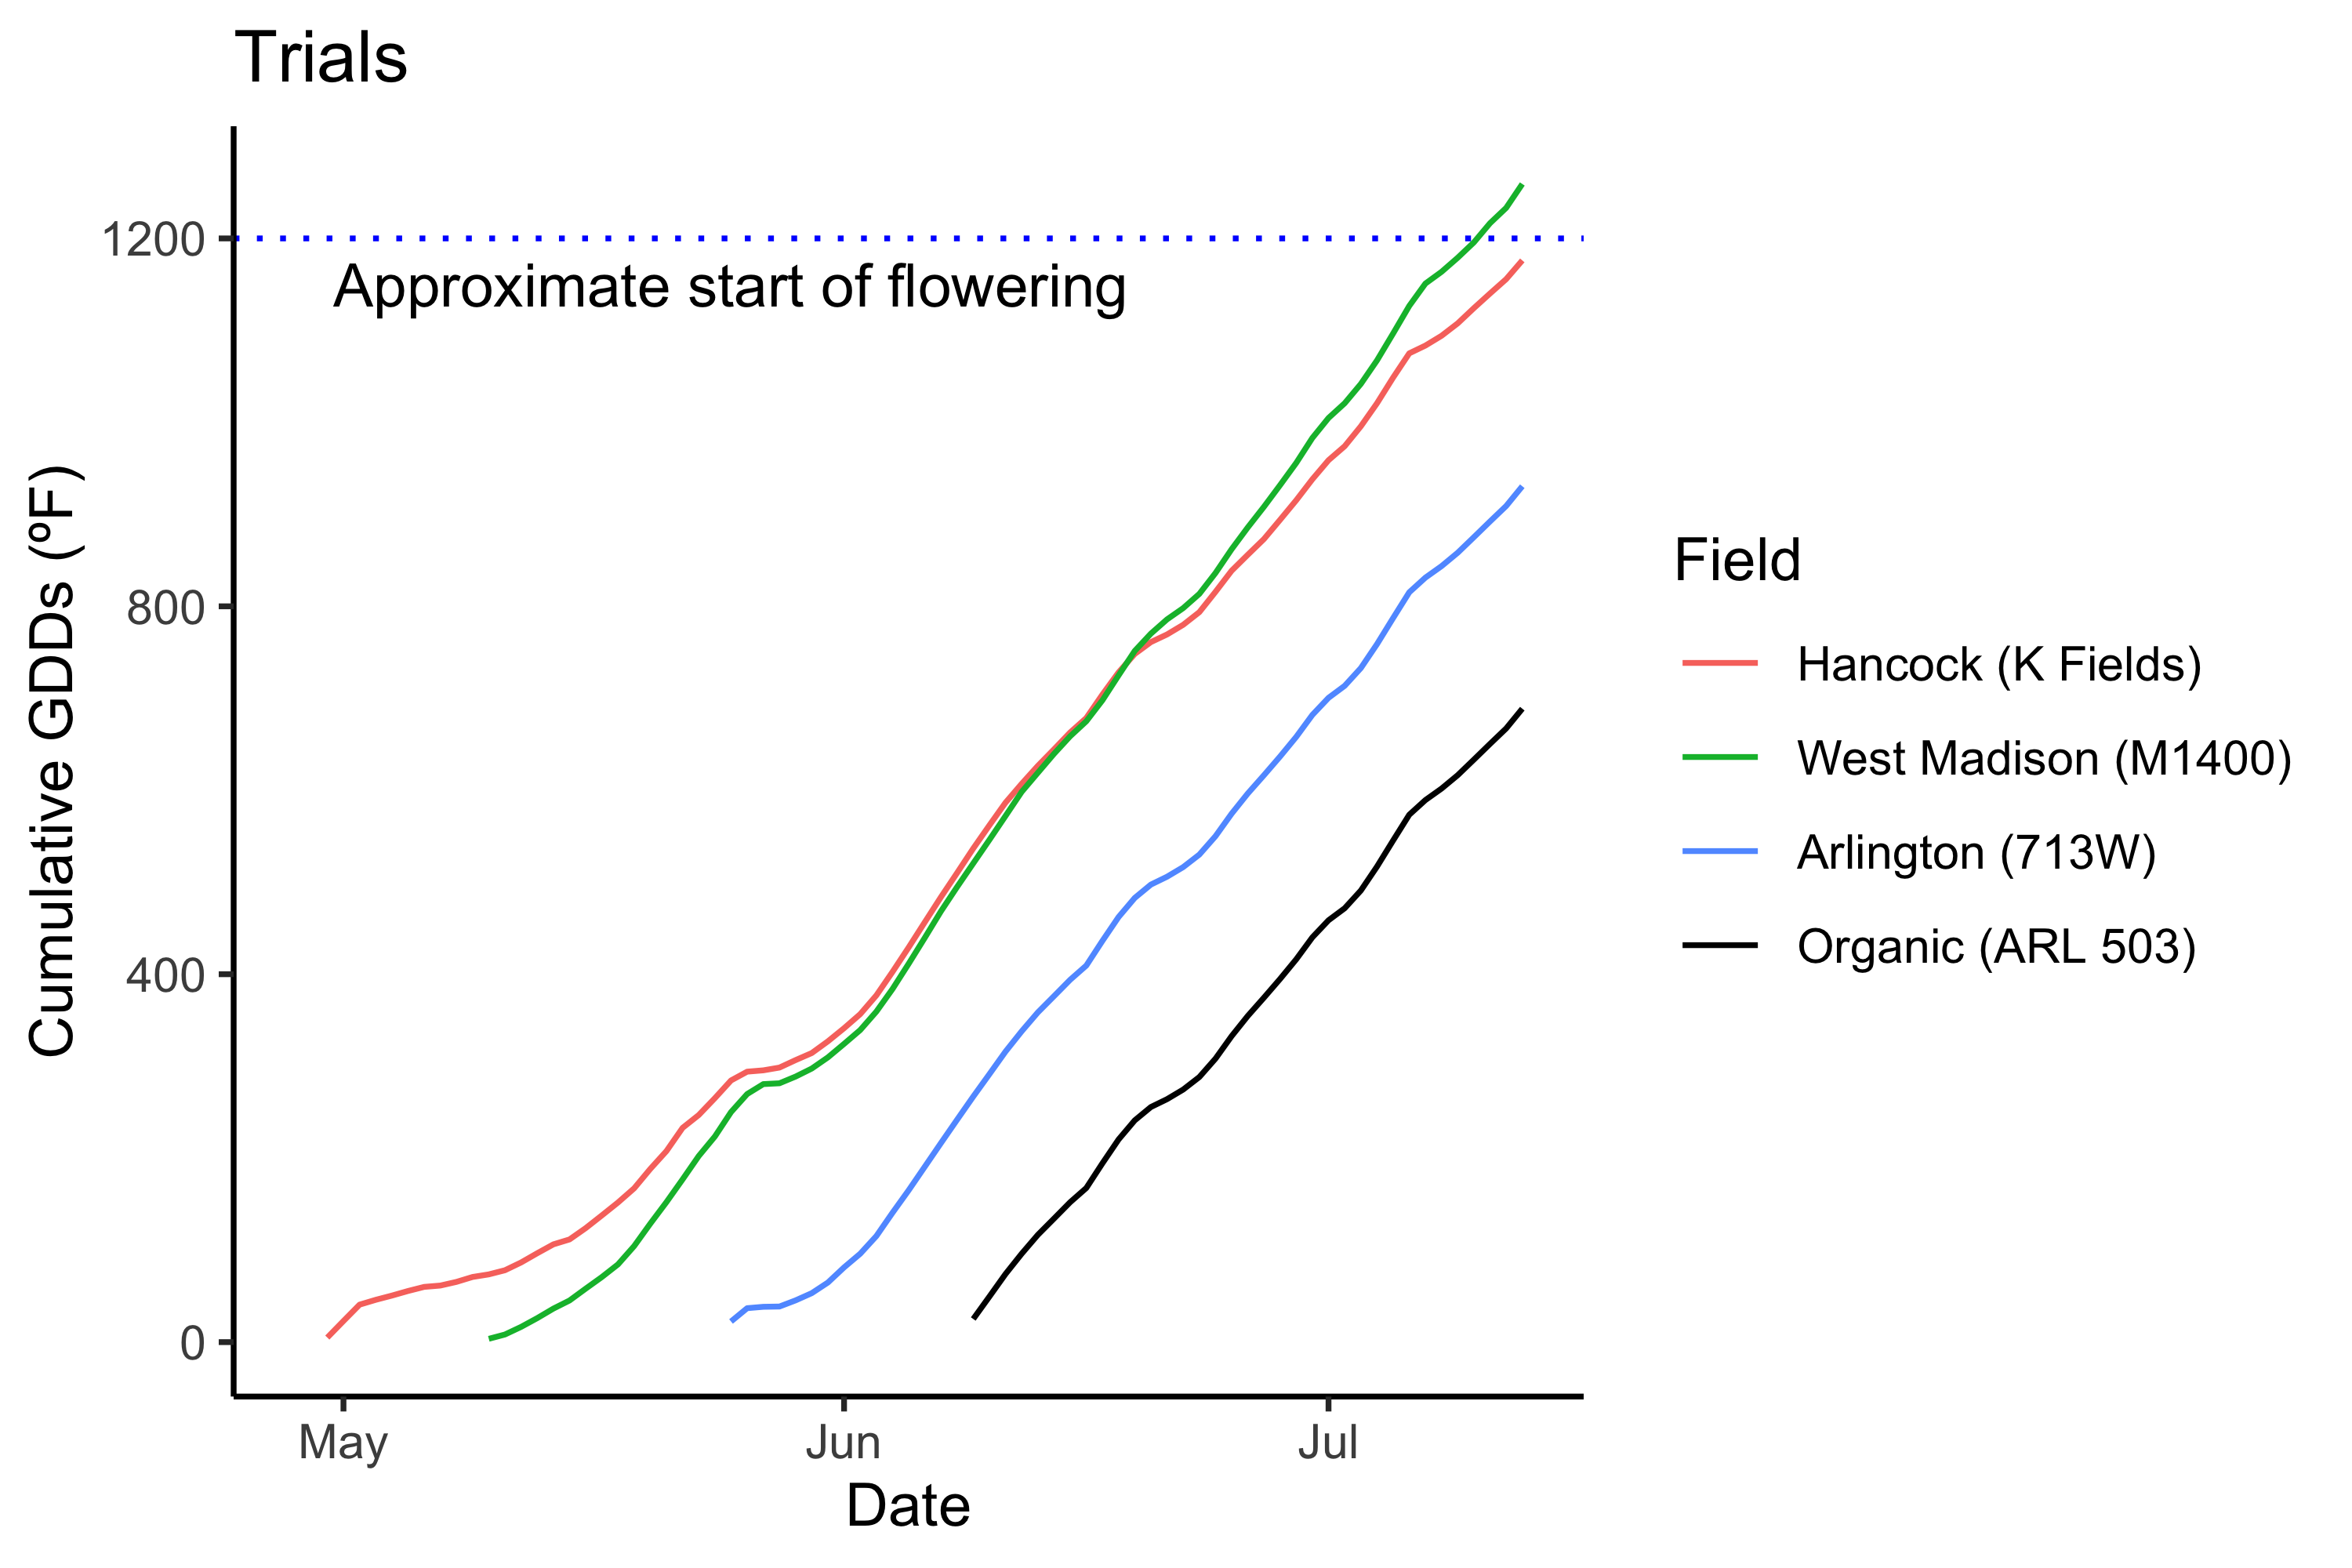 Trials
1200
Approximate start of flowering
800
400
0
Cumulative GDDs (ºF)
May
Jun
Jul
Date
Field
Hancock (K Fields)
West Madison (M1400)
Arlington (713W)
Organic (ARL 503)